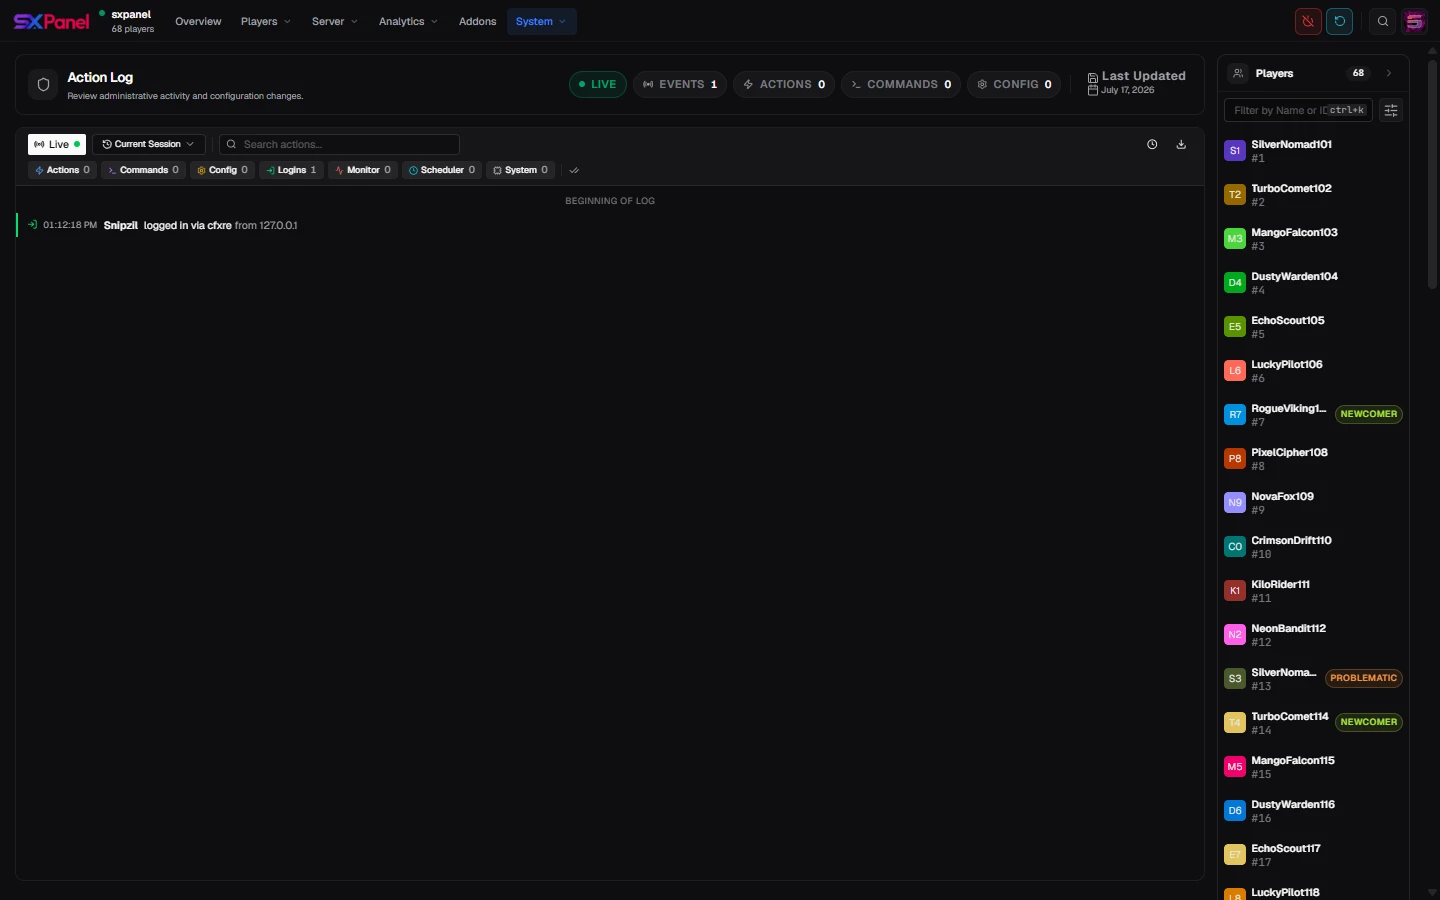 SXPanel
sxpanel
68 players
Overview
Players
Server
Analytics
Addons
System
Action Log
Review administrative activity and configuration changes.
LIVE
EVENTS 1
ACTIONS 0
COMMANDS 0
CONFIG 0
Last Updated
July 17, 2026
Live
Current Session
Search actions...
Actions 0
Commands 0
Config 0
Logins 1
Monitor 0
Scheduler 0
System 0
BEGINNING OF LOG
01:12:18 PM Snipzil logged in via cfxre from 127.0.0.1
Players 68
Filter by Name or ID
ctrl+k
S1 SilverNomad101
#1
T2 TurboComet102
#2
M3 MangoFalcon103
#3
D4 DustyWarden104
#4
E5 EchoScout105
#5
L6 LuckyPilot106
#6
R7 RogueViking1... NEWCOMER
#7
P8 PixelCipher108
#8
N9 NovaFox109
#9
C0 CrimsonDrift110
#10
K1 KiloRider111
#11
N2 NeonBandit112
#12
S3 SilverNoma... PROBLEMATIC
#13
T4 TurboComet114 NEWCOMER
#14
M5 MangoFalcon115
#15
D6 DustyWarden116
#16
E7 EchoScout117
#17
L8 LuckyPilot118